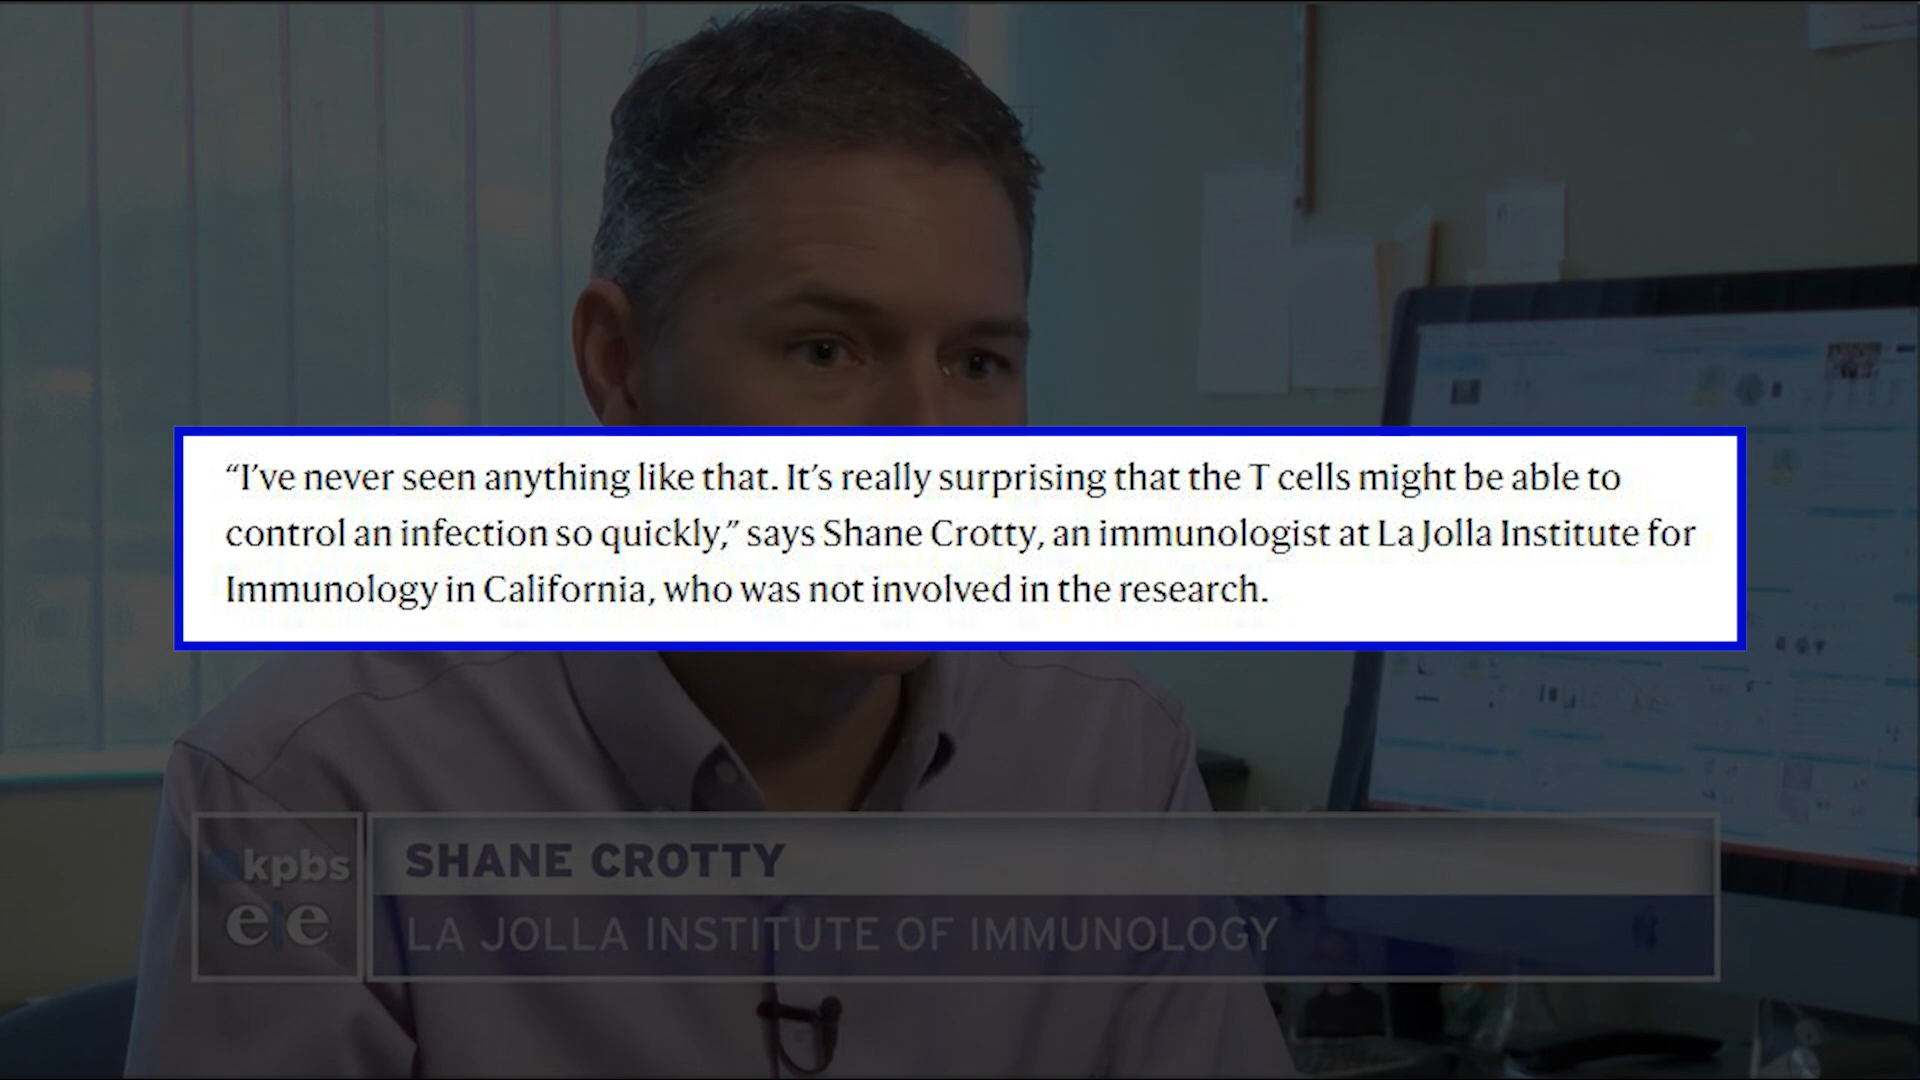 “I’ve never seen anything like that. It’s really surprising that the T cells might be able to
control an infection so quickly,” says Shane Crotty, an immunologist at La Jolla Institute for
Immunology in California, who was not involved in the research.
kpbs
SHANE CROTTY
LA JOLLA INSTITUTE OF IMMUNOLOGY